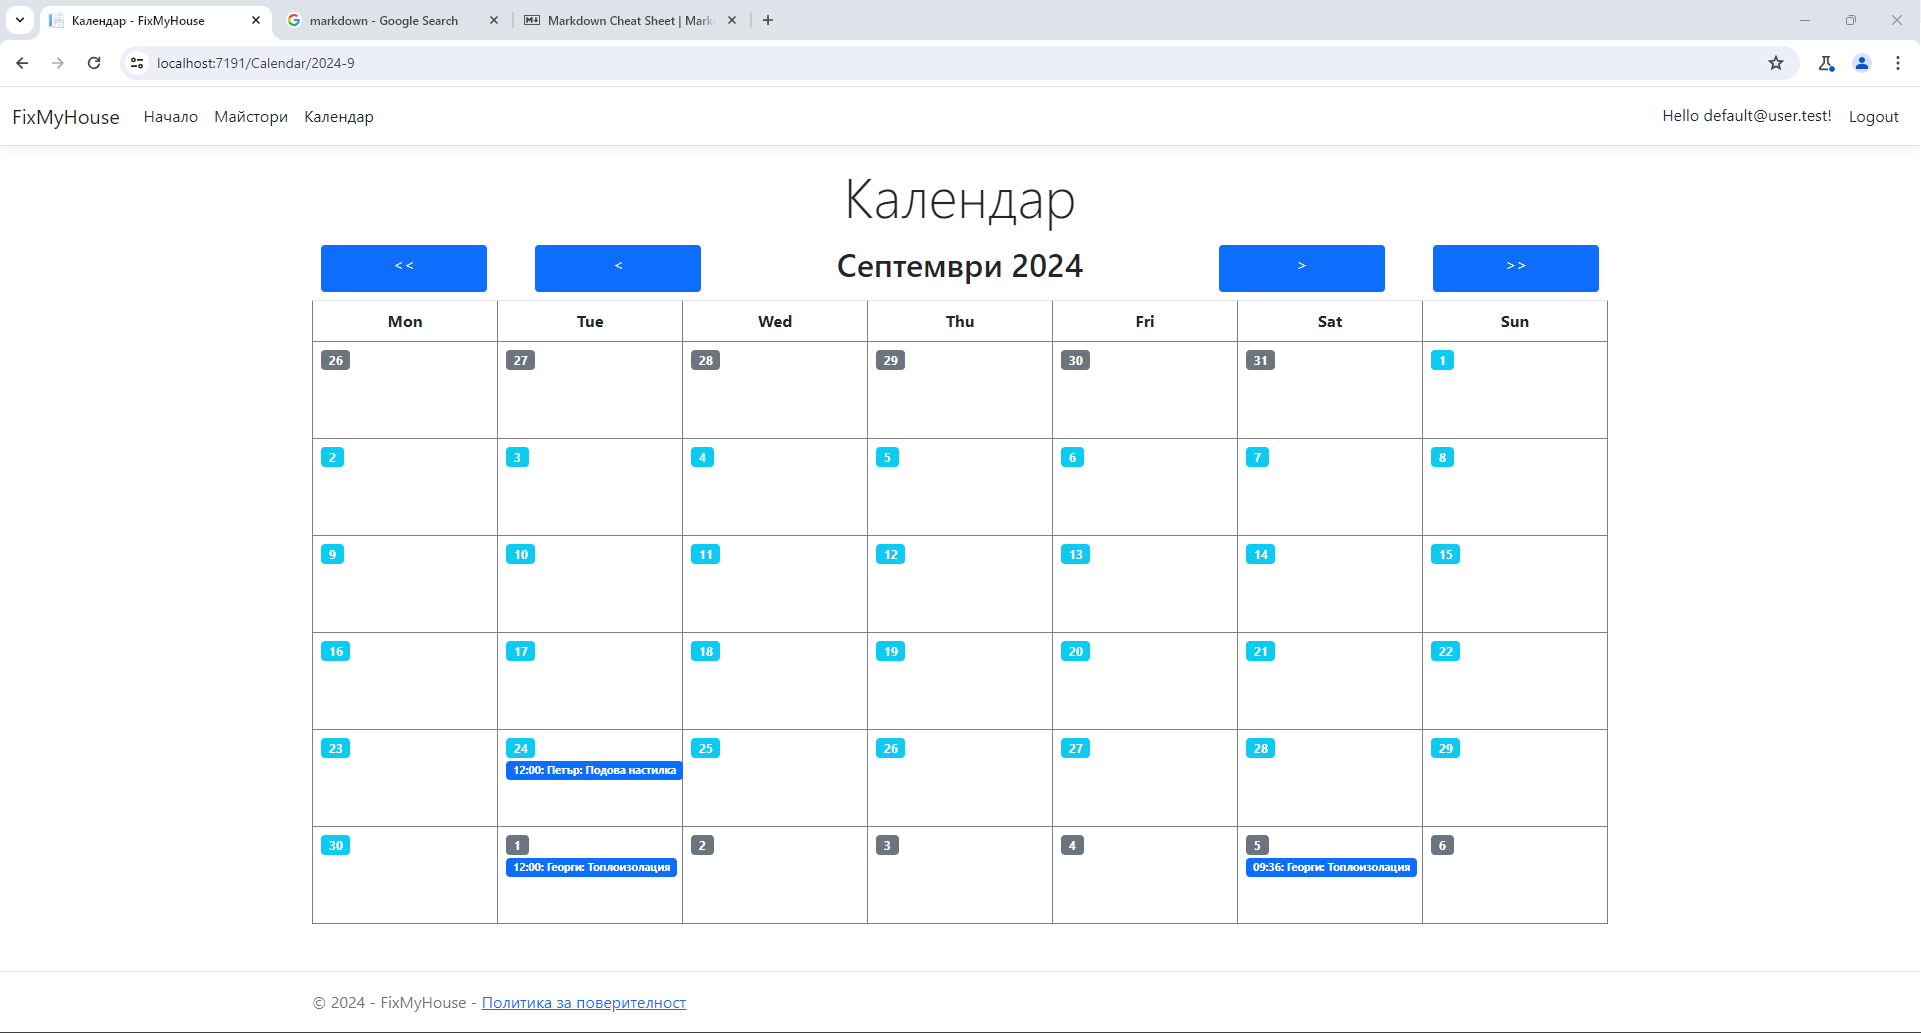 Календар - FixMyHouse
markdown - Google Search
Markdown Cheat Sheet | Mark
localhost:7191/Calendar/2024-9
FixMyHouse Начало Майстори Календар Hello default@user.test! Logout
Календар
<< < Септември 2024 > >>
Mon Tue Wed Thu Fri Sat Sun
26 27 28 29 30 31 1
2 3 4 5 6 7 8
9 10 11 12 13 14 15
16 17 18 19 20 21 22
23 24 25 26 27 28 29
12:00: Петър: Подова настилка
30 1 2 3 4 5 6
12:00: Георги: Топлоизолация 09:36: Георги: Топлоизолация
© 2024 - FixMyHouse - Политика за поверителност